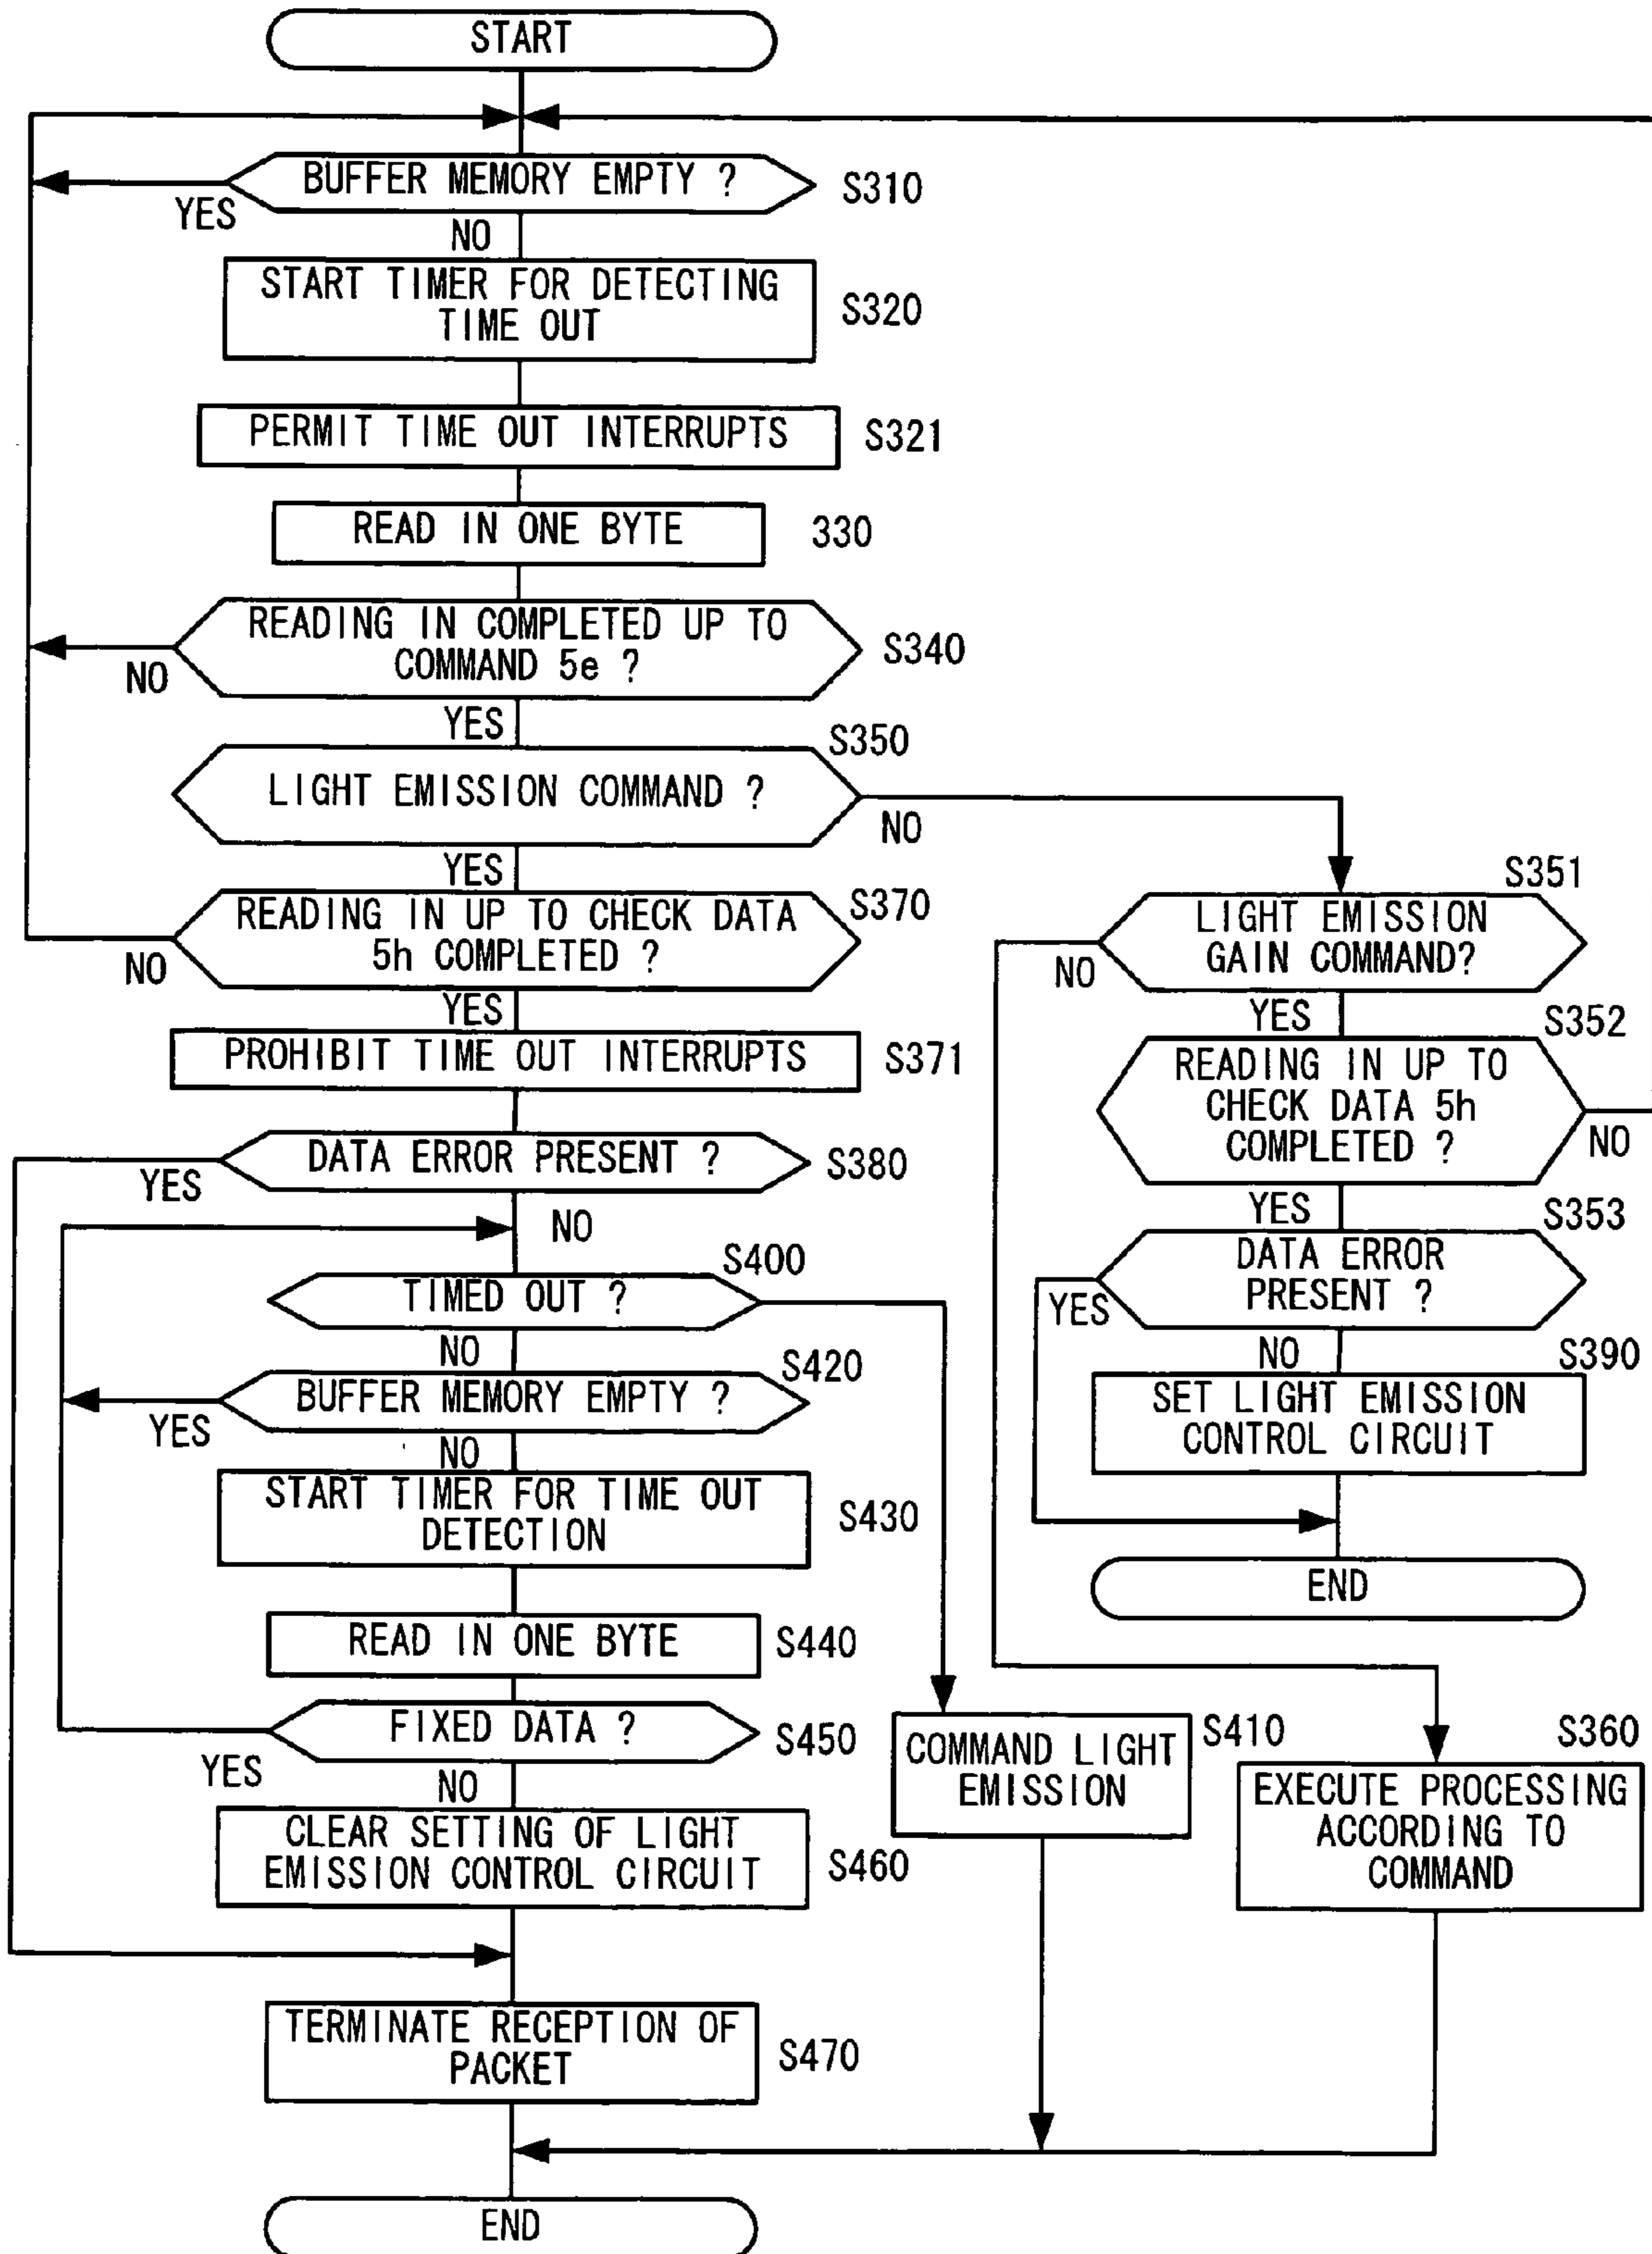 START
BUFFER MEMORY EMPTY ?
S310
YES
NO
START TIMER FOR DETECTING
TIME OUT
S320
PERMIT TIME OUT INTERRUPTS
S321
READ IN ONE BYTE
330
READING IN COMPLETED UP TO
COMMAND 5e ?
S340
NO
YES
S350
LIGHT EMISSION COMMAND ?
NO
YES
READING IN UP TO CHECK DATA
5h COMPLETED ?
S370
NO
YES
PROHIBIT TIME OUT INTERRUPTS
S371
DATA ERROR PRESENT ?
S380
YES
NO
S400
TIMED OUT ?
NO
S420
BUFFER MEMORY EMPTY ?
YES
NO
START TIMER FOR TIME OUT
DETECTION
S430
READ IN ONE BYTE
S440
FIXED DATA ?
S450
YES
NO
CLEAR SETTING OF LIGHT
EMISSION CONTROL CIRCUIT
S460
TERMINATE RECEPTION OF
PACKET
S470
END
S351
LIGHT EMISSION
GAIN COMMAND?
NO
YES
S352
READING IN UP TO
CHECK DATA 5h
COMPLETED ?
NO
YES
S353
DATA ERROR
PRESENT ?
YES
NO
S390
SET LIGHT EMISSION
CONTROL CIRCUIT
END
S410
COMMAND LIGHT
EMISSION
S360
EXECUTE PROCESSING
ACCORDING TO
COMMAND